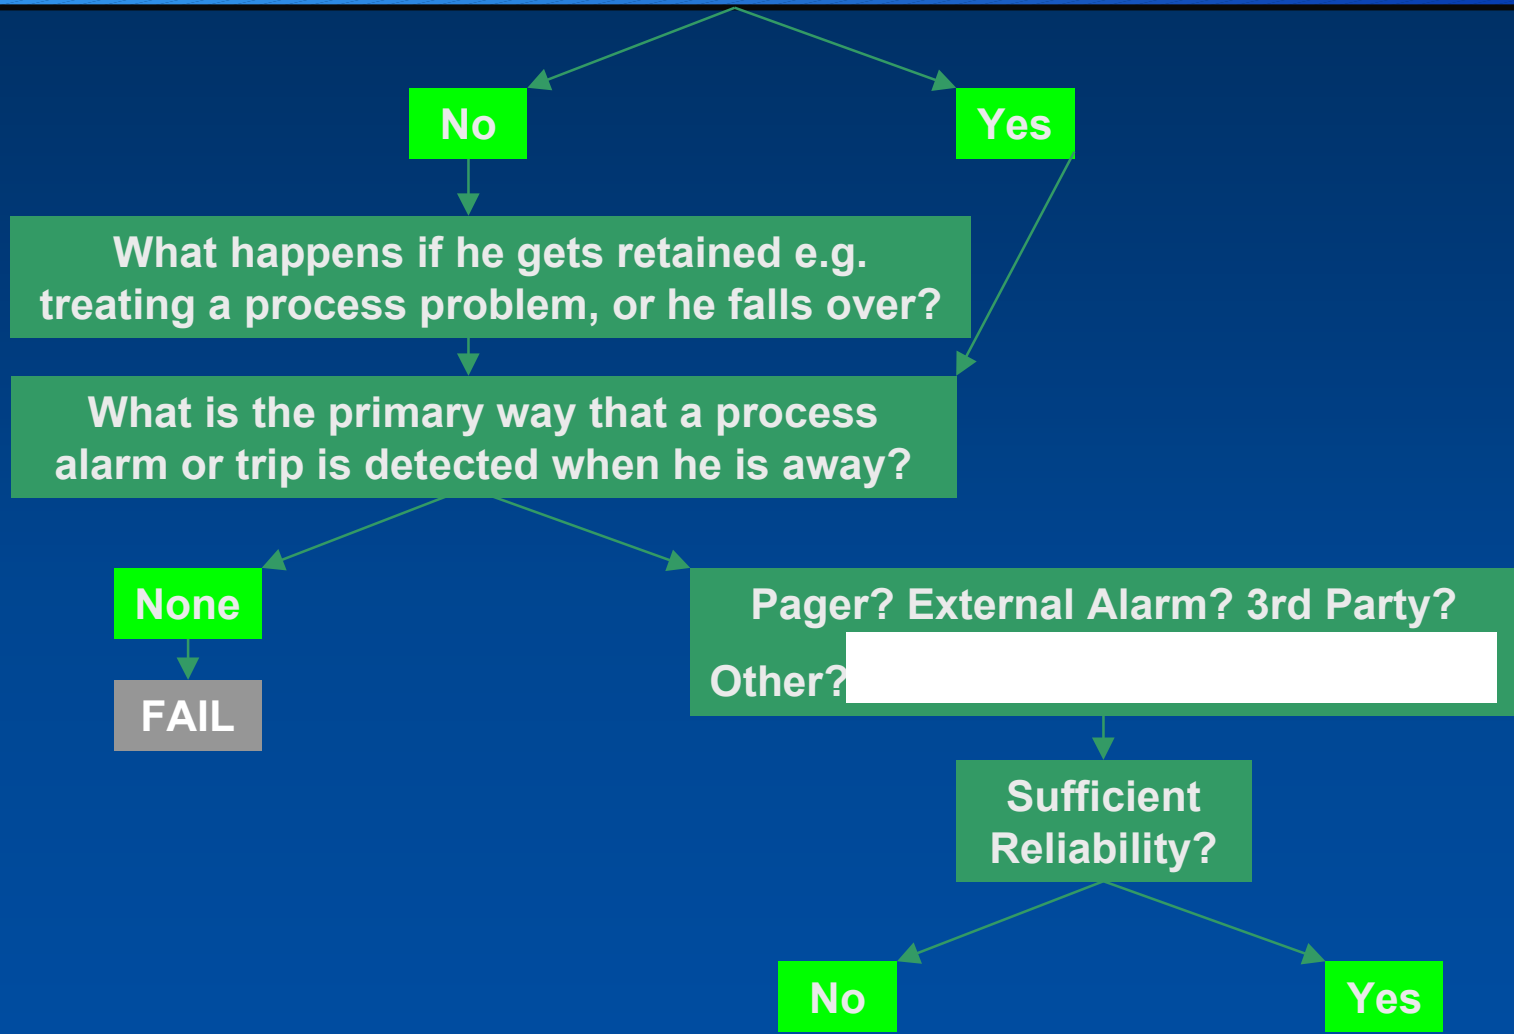 No
Yes
What happens if he gets retained e.g.
treating a process problem, or he falls over?
What is the primary way that a process
alarm or trip is detected when he is away?
None
Pager? External Alarm? 3rd Party?
Other?
FAIL
Sufficient
Reliability?
No
Yes